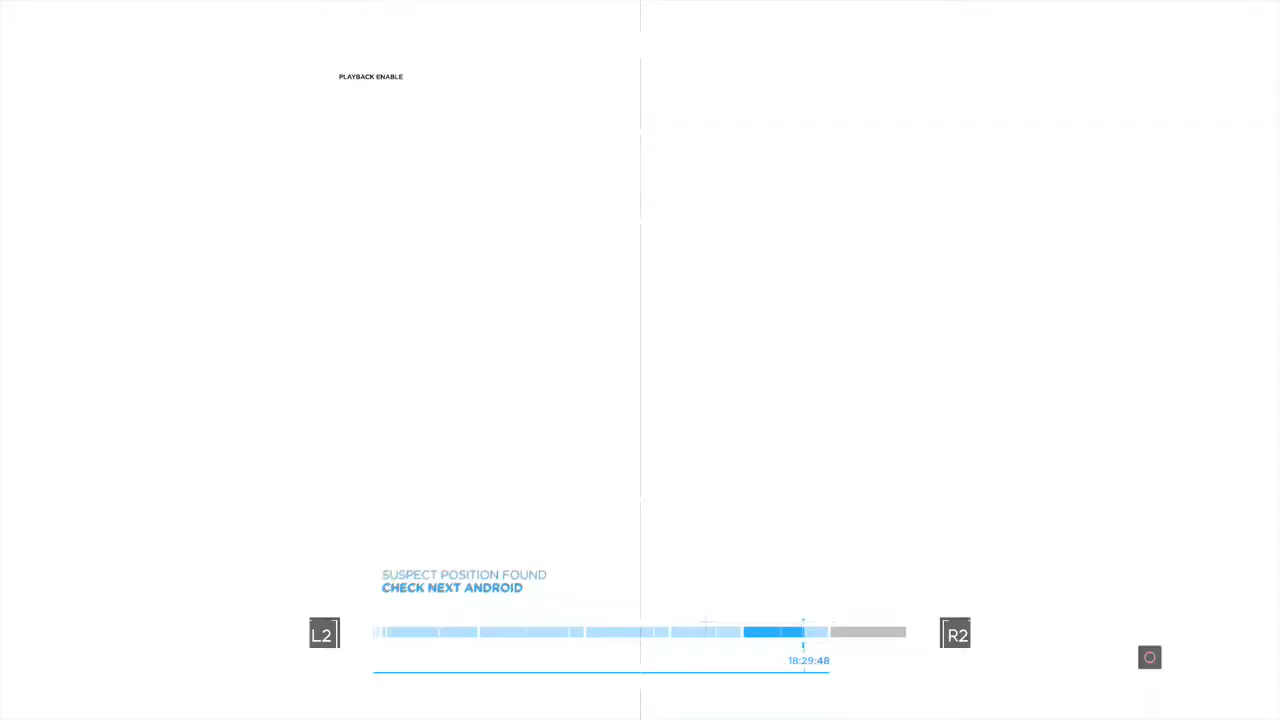 PLAYBACK ENABLE
SUSPECT POSITION FOUND
CHECK NEXT ANDROID
L2
R2
18:29:48